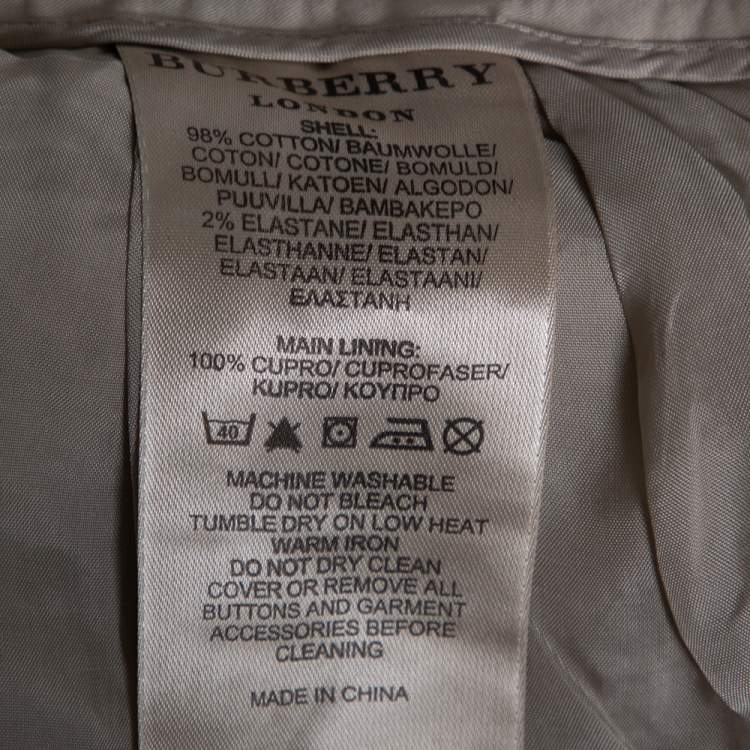 BURBERRY
LONDON
SHELL:
98% COTTON/ BAUMWOLLE/
COTON/ COTONE/ BOMULD/
BOMULL/ KATOEN/ ALGODON/
PUUVILLA/ BAMBAKEPO
2% ELASTANE/ ELASTHAN/
ELASTHANNE/ ELASTAN/
ELASTAAN/ ELASTAANI/
ΕΛΑΣΤΑΝΗ
MAIN LINING:
100% CUPRO/ CUPROFASER/
KUPRO/ ΚΟΥΠΡΟ
40
MACHINE WASHABLE
DO NOT BLEACH
TUMBLE DRY ON LOW HEAT
WARM IRON
DO NOT DRY CLEAN
COVER OR REMOVE ALL
BUTTONS AND GARMENT
ACCESSORIES BEFORE
CLEANING
MADE IN CHINA